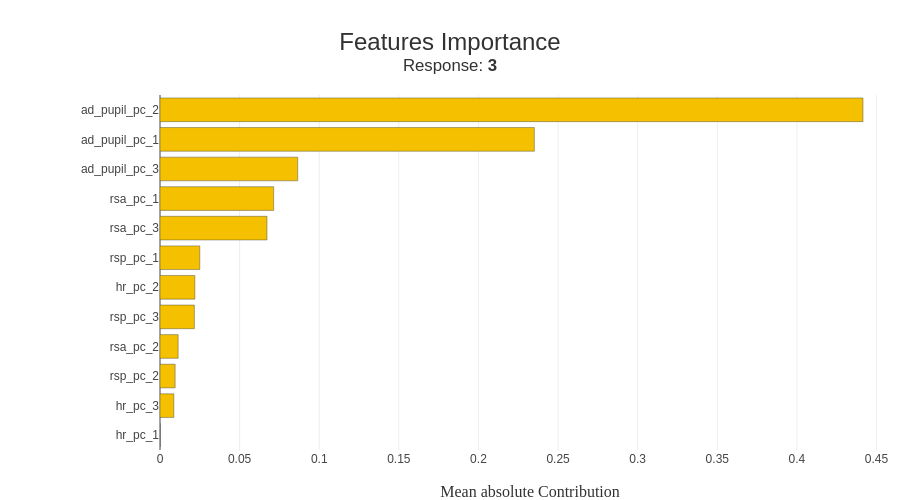 Features Importance
Response: 3
ad_pupil_pc_2
ad_pupil_pc_1
ad_pupil_pc_3
rsa_pc_1
rsa_pc_3
rsp_pc_1
hr_pc_2
rsp_pc_3
rsa_pc_2
rsp_pc_2
hr_pc_3
hr_pc_1
0 0.05 0.1 0.15 0.2 0.25 0.3 0.35 0.4 0.45
Mean absolute Contribution